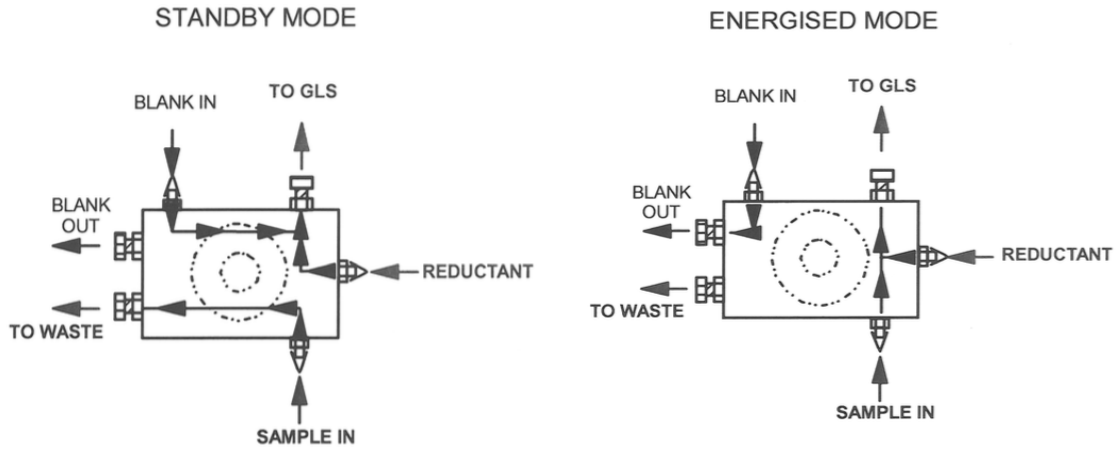 STANDBY MODE
BLANK IN
TO GLS
BLANK
OUT
REDUCTANT
TO WASTE
SAMPLE IN
ENERGISED MODE
BLANK IN
TO GLS
BLANK
OUT
REDUCTANT
TO WASTE
SAMPLE IN